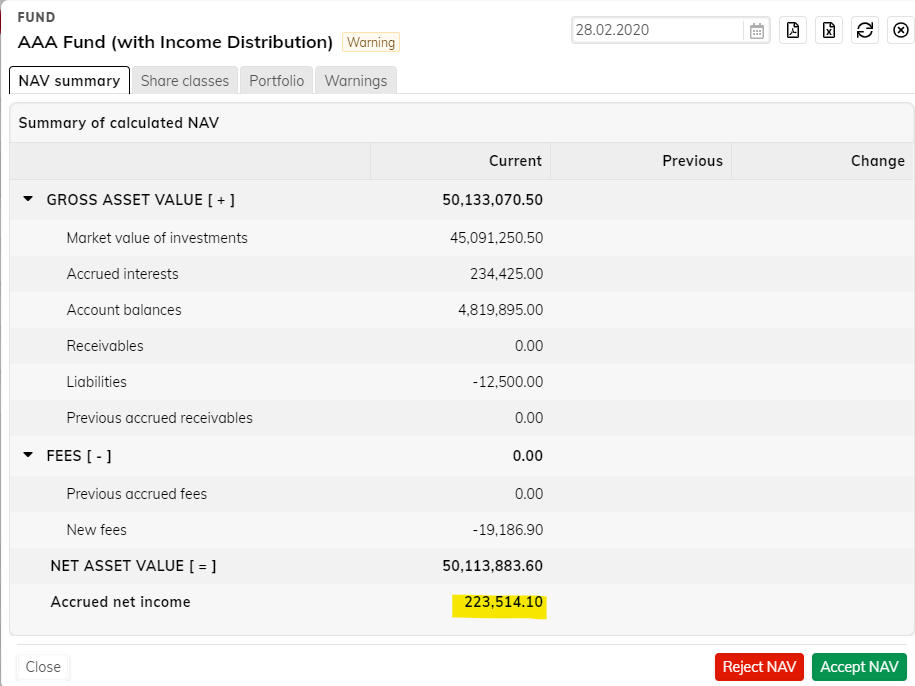 FUND
AAA Fund (with Income Distribution) Warning
28.02.2020
NAV summary Share classes Portfolio Warnings
Summary of calculated NAV
Current Previous Change
GROSS ASSET VALUE [ + ] 50,133,070.50
Market value of investments 45,091,250.50
Accrued interests 234,425.00
Account balances 4,819,895.00
Receivables 0.00
Liabilities -12,500.00
Previous accrued receivables 0.00
FEES [ - ] 0.00
Previous accrued fees 0.00
New fees -19,186.90
NET ASSET VALUE [ = ] 50,113,883.60
Accrued net income 223,514.10
Close Reject NAV Accept NAV